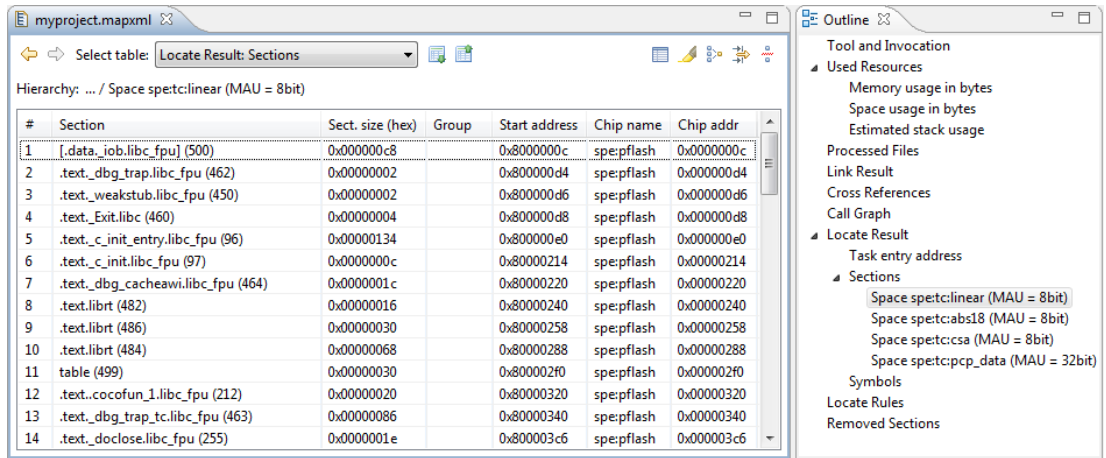 myproject.mapxml
Select table: Locate Result: Sections
Hierarchy: ... / Space spe:tc:linear (MAU = 8bit)
# Section Sect. size (hex) Group Start address Chip name Chip addr
1 [.data._iob.libc_fpu] (500) 0x000000c8 0x8000000c spe:pflash 0x0000000c
2 .text._dbg_trap.libc_fpu (462) 0x00000002 0x800000d4 spe:pflash 0x000000d4
3 .text._weakstub.libc_fpu (450) 0x00000002 0x800000d6 spe:pflash 0x000000d6
4 .text._Exit.libc (460) 0x00000004 0x800000d8 spe:pflash 0x000000d8
5 .text._c_init_entry.libc_fpu (96) 0x00000134 0x800000e0 spe:pflash 0x000000e0
6 .text._c_init.libc_fpu (97) 0x0000000c 0x80000214 spe:pflash 0x00000214
7 .text._dbg_cacheawi.libc_fpu (464) 0x0000001c 0x80000220 spe:pflash 0x00000220
8 .text.librt (482) 0x00000016 0x80000240 spe:pflash 0x00000240
9 .text.librt (486) 0x00000030 0x80000258 spe:pflash 0x00000258
10 .text.librt (484) 0x00000068 0x80000288 spe:pflash 0x00000288
11 table (499) 0x00000030 0x800002f0 spe:pflash 0x000002f0
12 .text..cocofun_1.libc_fpu (212) 0x00000020 0x80000320 spe:pflash 0x00000320
13 .text._dbg_trap_tc.libc_fpu (463) 0x00000086 0x80000340 spe:pflash 0x00000340
14 .text._doclose.libc_fpu (255) 0x0000001e 0x800003c6 spe:pflash 0x000003c6
Outline
Tool and Invocation
Used Resources
Memory usage in bytes
Space usage in bytes
Estimated stack usage
Processed Files
Link Result
Cross References
Call Graph
Locate Result
Task entry address
Sections
Space spe:tc:linear (MAU = 8bit)
Space spe:tc:abs18 (MAU = 8bit)
Space spe:tc:csa (MAU = 8bit)
Space spe:tc:pcp_data (MAU = 32bit)
Symbols
Locate Rules
Removed Sections